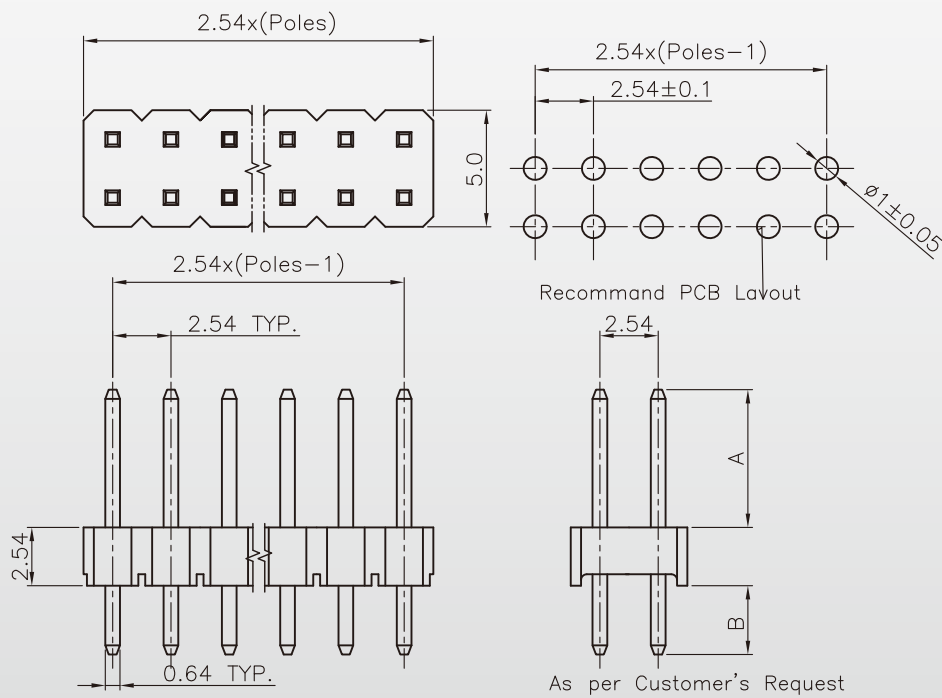 2.54x(Poles)
2.54x(Poles-1)
2.54±0.1
5.0
ø1±0.05
2.54x(Poles-1)
Recommand PCB Lavout
2.54 TYP.
2.54
A
2.54
B
0.64 TYP.
As per Customer's Request